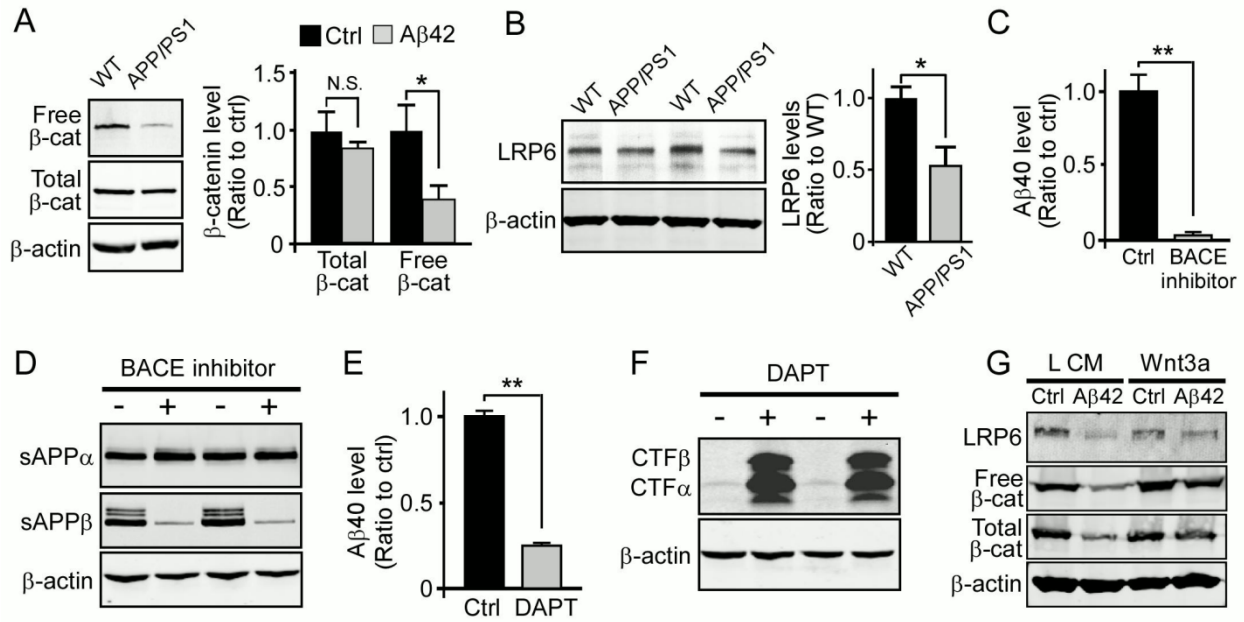 A
WT
APP/PS1
Free
β-cat
Total
β-cat
β-actin
Ctrl
Aβ42
β-catenin level
(Ratio to ctrl)
1.5
1.0
0.5
0
N.S.
*
Total
β-cat
Free
β-cat
B
WT
APP/PS1
WT
APP/PS1
LRP6
β-actin
LRP6 levels
(Ratio to WT)
1.0
0.5
0
*
WT
APP/PS1
C
Aβ40 level
(Ratio to ctrl)
1.0
0.5
0
**
Ctrl
BACE
inhibitor
D
BACE inhibitor
- + - +
sAPPα
sAPPβ
β-actin
E
Aβ40 level
(Ratio to ctrl)
1.0
0.5
0
**
Ctrl
DAPT
F
DAPT
- + - +
CTFβ
CTFα
β-actin
G
L CM Wnt3a
Ctrl Aβ42 Ctrl Aβ42
LRP6
Free
β-cat
Total
β-cat
β-actin